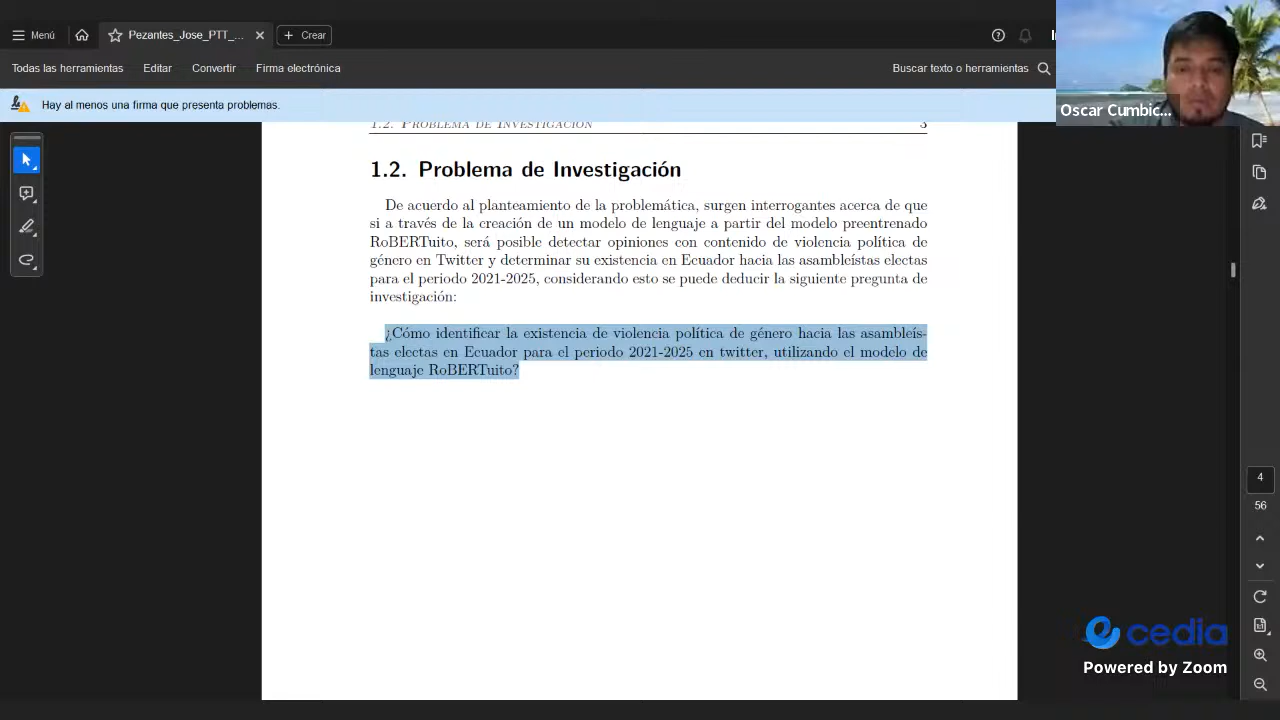 Menú
Pezantes_Jose_PTT_...
Crear
Todas las herramientas
Editar
Convertir
Firma electrónica
Buscar texto o herramientas
Oscar Cumbic...
Hay al menos una firma que presenta problemas.
1.2. Problema de Investigación
3
1.2. Problema de Investigación
De acuerdo al planteamiento de la problemática, surgen interrogantes acerca de que
si a través de la creación de un modelo de lenguaje a partir del modelo preentrenado
RoBERTuito, será posible detectar opiniones con contenido de violencia política de
género en Twitter y determinar su existencia en Ecuador hacia las asambleístas electas
para el periodo 2021-2025, considerando esto se puede deducir la siguiente pregunta de
investigación:
¿Cómo identificar la existencia de violencia política de género hacia las asambleís-
tas electas en Ecuador para el periodo 2021-2025 en twitter, utilizando el modelo de
lenguaje RoBERTuito?
4
56
cedia
Powered by Zoom